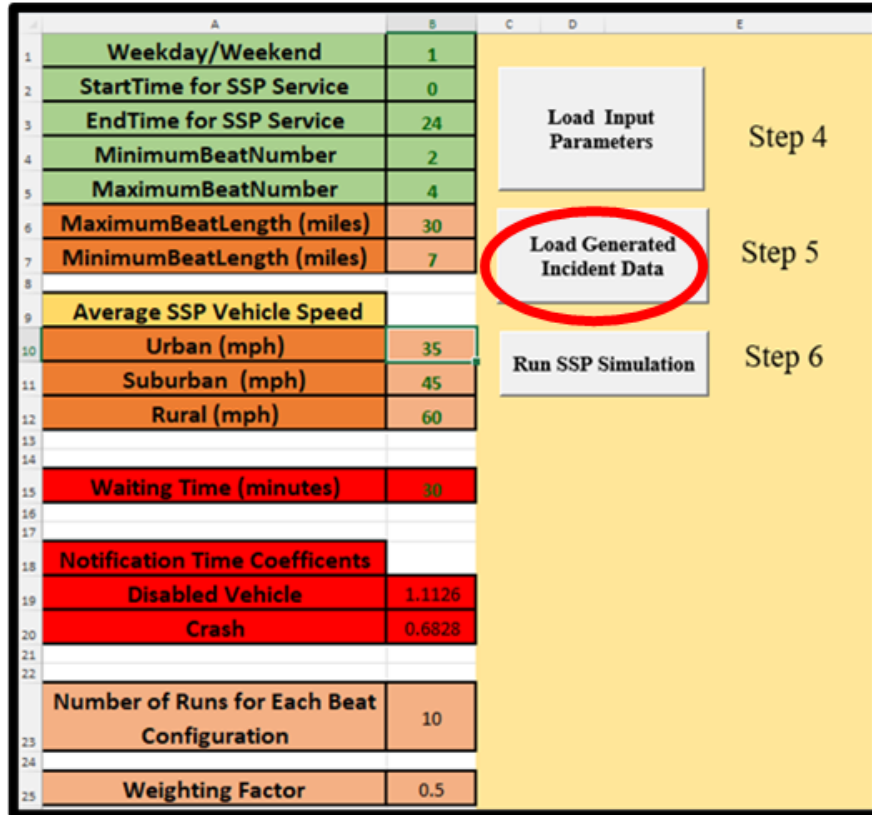 A B C D E
1 Weekday/Weekend 1
2 StartTime for SSP Service 0
3 EndTime for SSP Service 24
4 MinimumBeatNumber 2
5 MaximumBeatNumber 4
6 MaximumBeatLength (miles) 30
7 MinimumBeatLength (miles) 7
8
9 Average SSP Vehicle Speed
10 Urban (mph) 35
11 Suburban (mph) 45
12 Rural (mph) 60
13
14
15 Waiting Time (minutes) 30
16
17
18 Notification Time Coefficents
19 Disabled Vehicle 1.1126
20 Crash 0.6828
21
22
Number of Runs for Each Beat
23 Configuration 10
24
25 Weighting Factor 0.5
Load Input
Parameters
Step 4
Load Generated
Incident Data
Step 5
Run SSP Simulation
Step 6